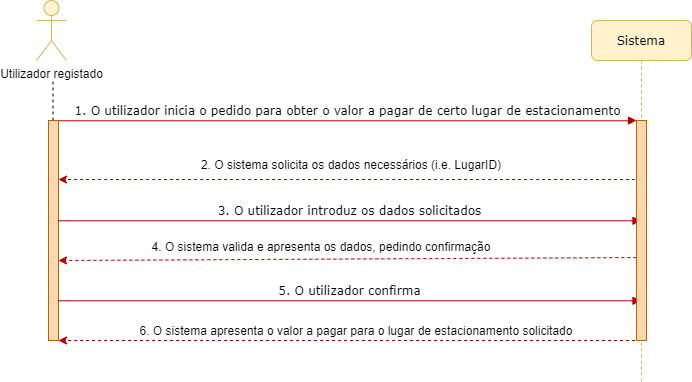 Sistema
Utilizador registado
1. O utilizador inicia o pedido para obter o valor a pagar de certo lugar de estacionamento
2. O sistema solicita os dados necessários (i.e. LugarID)
3. O utilizador introduz os dados solicitados
4. O sistema valida e apresenta os dados, pedindo confirmação
5. O utilizador confirma
6. O sistema apresenta o valor a pagar para o lugar de estacionamento solicitado